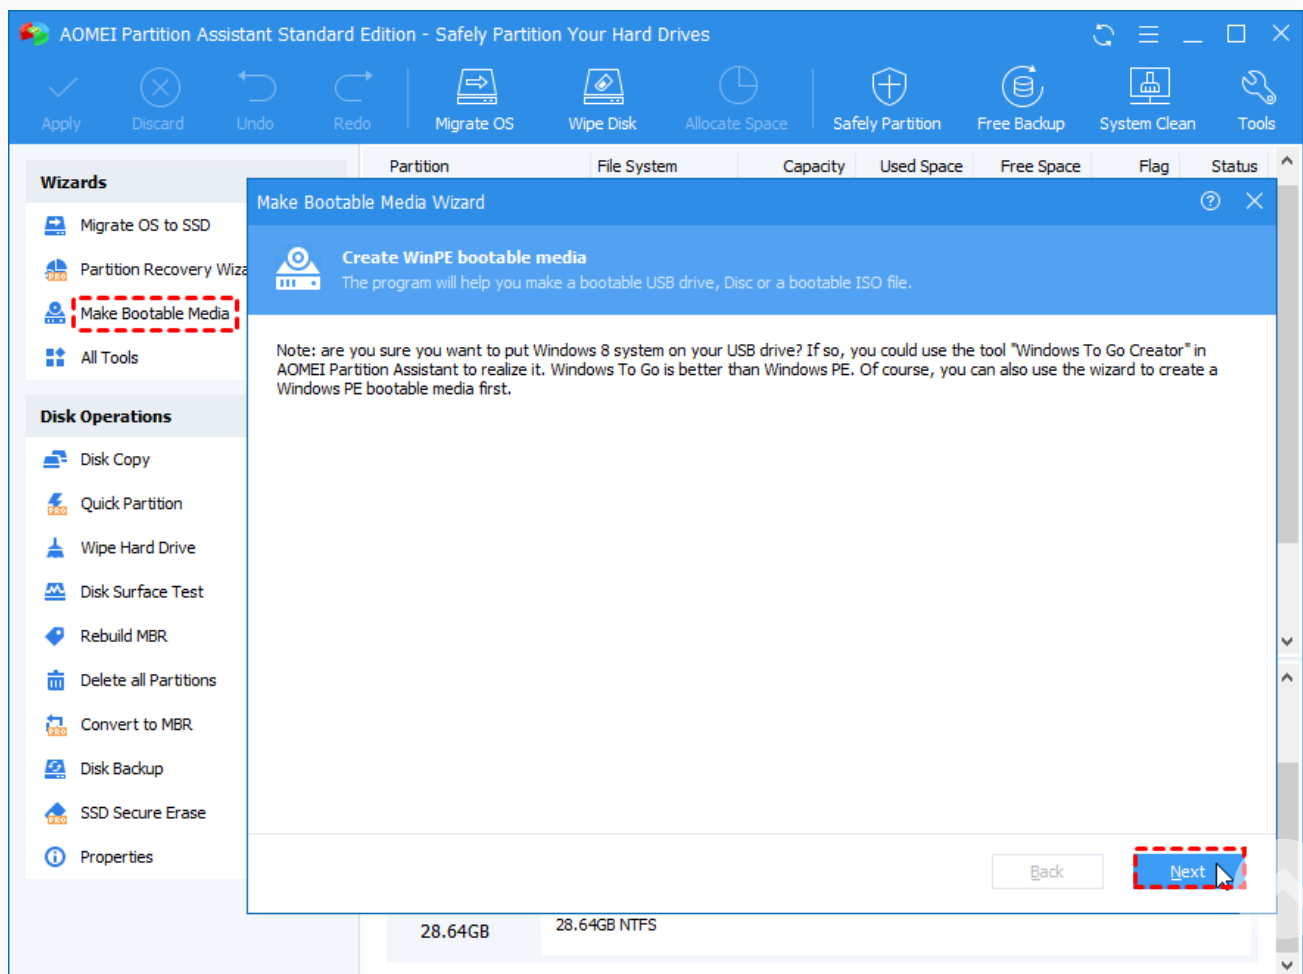 AOMEI Partition Assistant Standard Edition - Safely Partition Your Hard Drives
Apply
Discard
Undo
Redo
Migrate OS
Wipe Disk
Allocate Space
Safely Partition
Free Backup
System Clean
Tools
Partition
File System
Capacity
Used Space
Free Space
Flag
Status
Wizards
Migrate OS to SSD
Partition Recovery Wiza
PRO
Make Bootable Media
All Tools
Disk Operations
Disk Copy
Quick Partition
PRO
Wipe Hard Drive
Disk Surface Test
Rebuild MBR
Delete all Partitions
Convert to MBR
PRO
Disk Backup
SSD Secure Erase
PRO
Properties
Make Bootable Media Wizard
Create WinPE bootable media
The program will help you make a bootable USB drive, Disc or a bootable ISO file.
Note: are you sure you want to put Windows 8 system on your USB drive? If so, you could use the tool "Windows To Go Creator" in
AOMEI Partition Assistant to realize it. Windows To Go is better than Windows PE. Of course, you can also use the wizard to create a
Windows PE bootable media first.
Back
Next
28.64GB
28.64GB NTFS